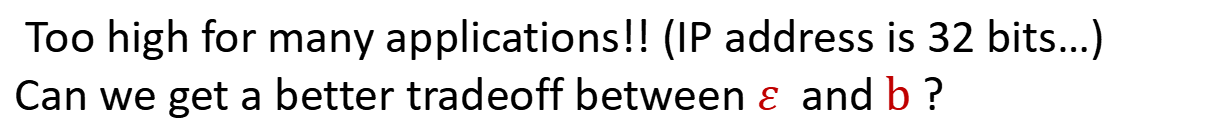 Too high for many applications!! (IP address is 32 bits...)
Can we get a better tradeoff between ε and b ?